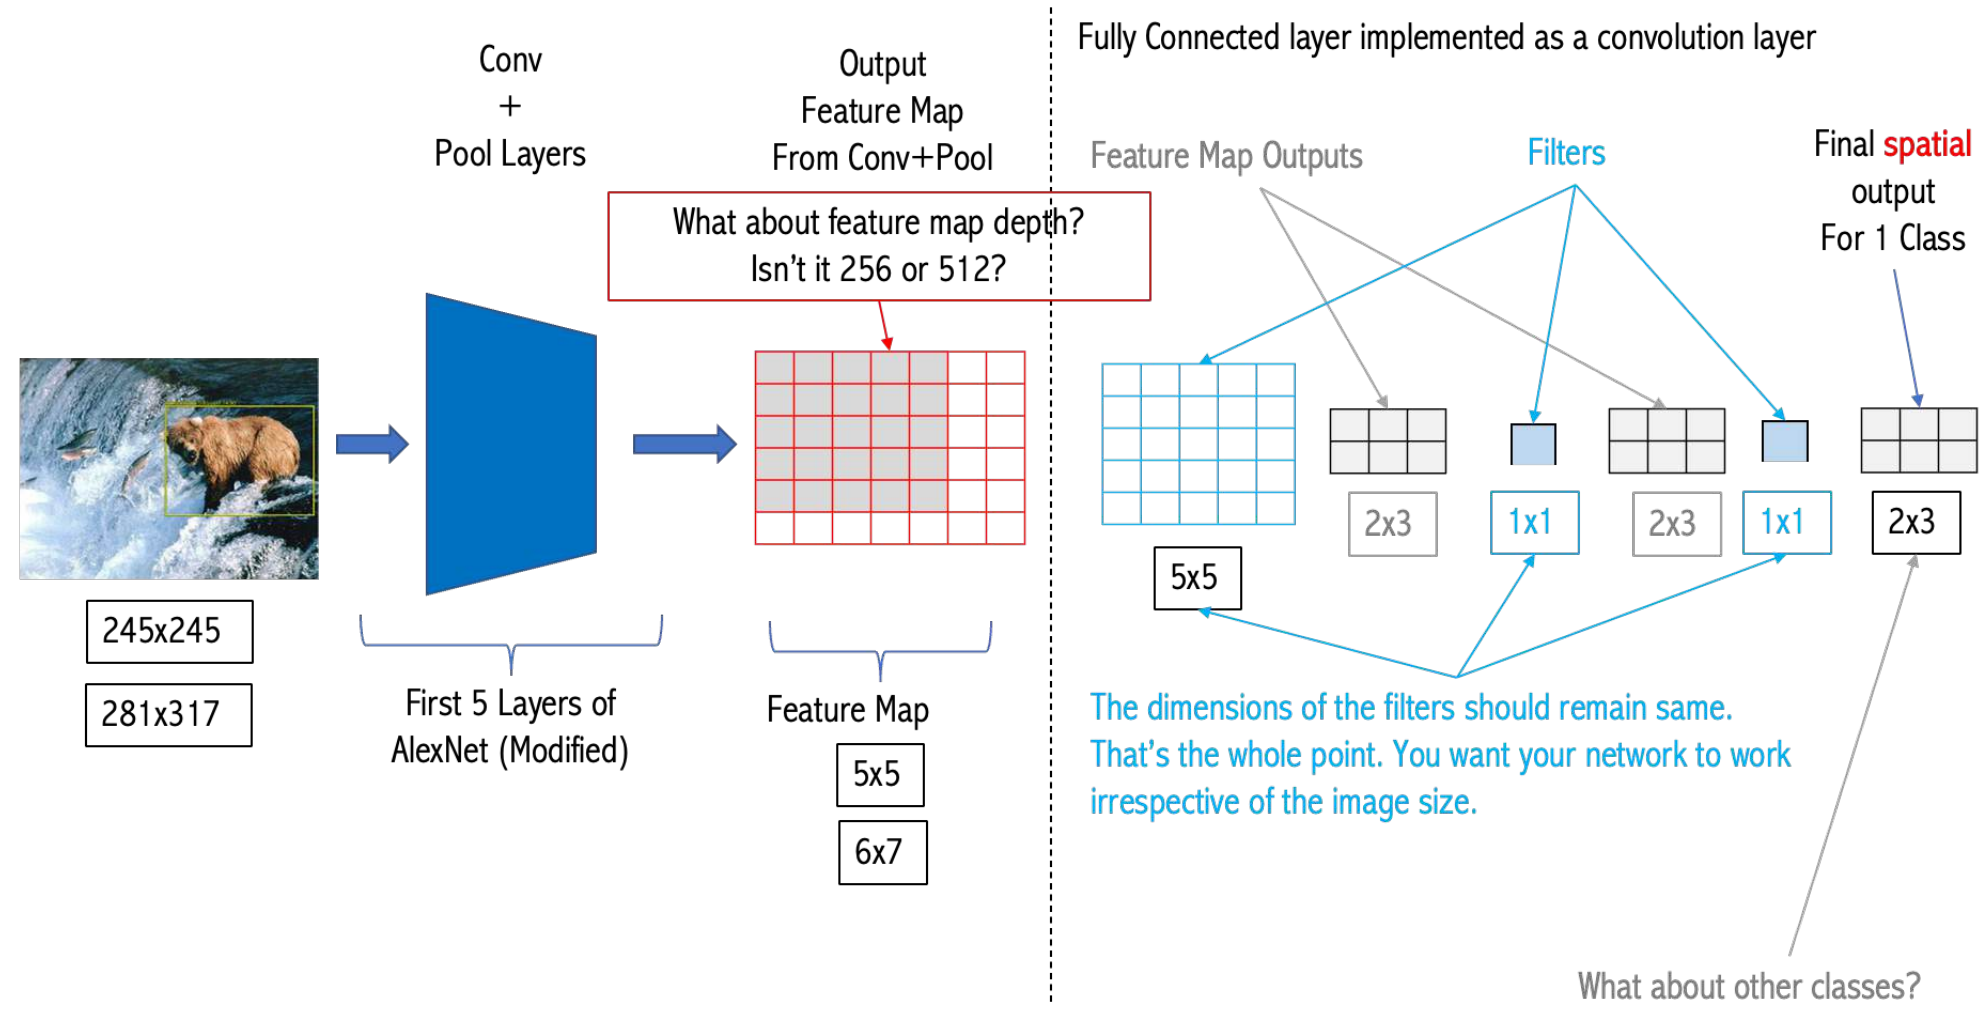 Conv
+
Pool Layers
Output
Feature Map
From Conv+Pool
What about feature map depth?
Isn't it 256 or 512?
245x245
281x317
First 5 Layers of
AlexNet (Modified)
Feature Map
5x5
6x7
Fully Connected layer implemented as a convolution layer
Feature Map Outputs
Filters
Final spatial
output
For 1 Class
5x5
2x3
1x1
2x3
1x1
2x3
The dimensions of the filters should remain same.
That's the whole point. You want your network to work
irrespective of the image size.
What about other classes?